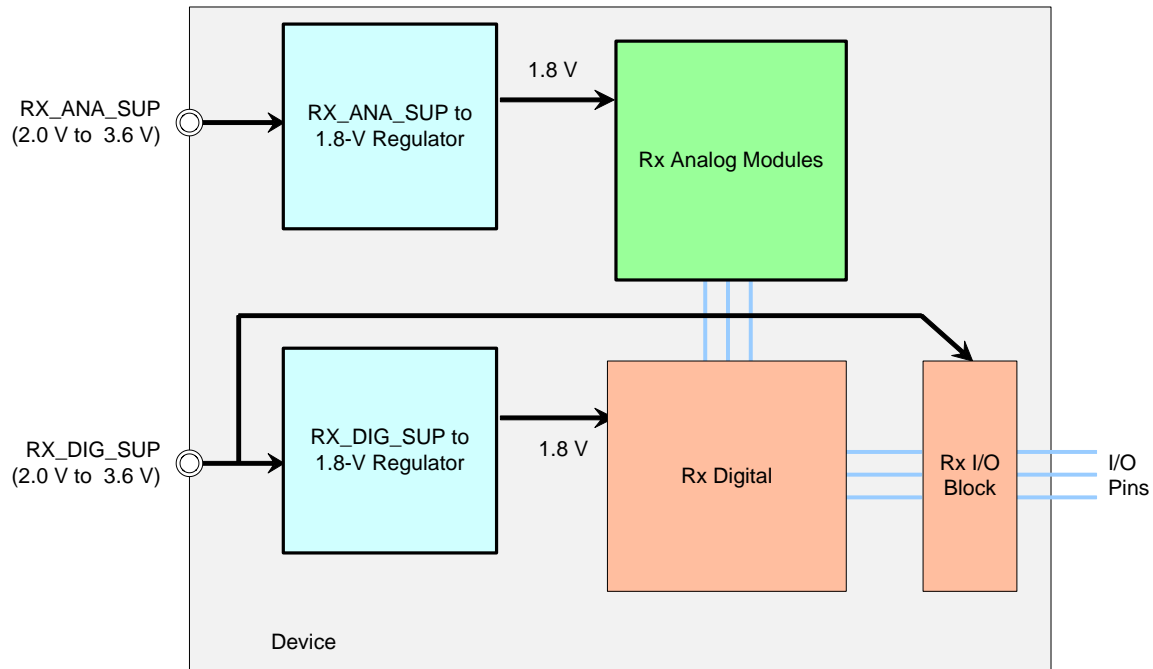 1.8 V
RX_ANA_SUP
(2.0 V to 3.6 V)
RX_ANA_SUP to
1.8-V Regulator
Rx Analog Modules
RX_DIG_SUP
(2.0 V to 3.6 V)
RX_DIG_SUP to
1.8-V Regulator
1.8 V
Rx Digital
Rx I/O
Block
I/O
Pins
Device